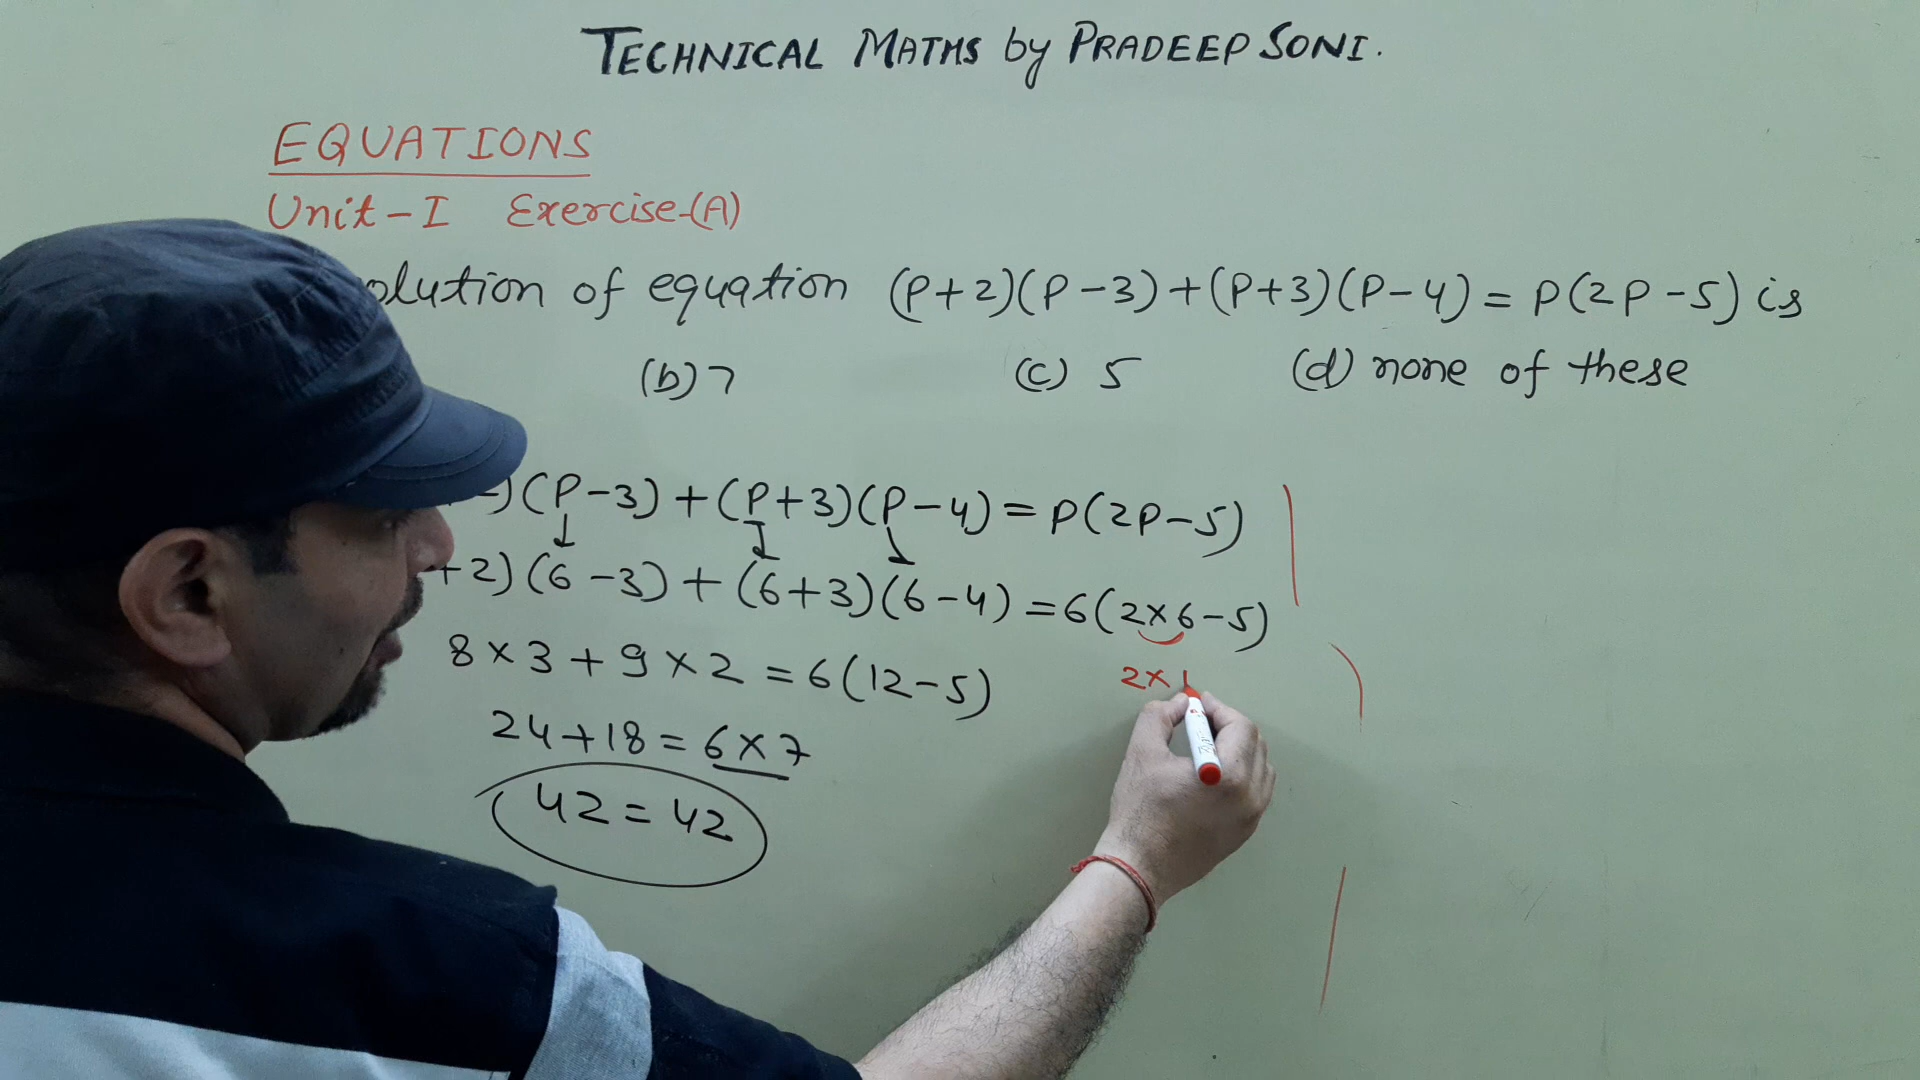 TECHNICAL MATHS by PRADEEP SONI.
EQUATIONS
Unit-I Exercise-(A)
olution of equation (P+2)(P-3)+(P+3)(P-4)=P(2P-5) is
(b) 7 (c) 5 (d) none of these
)(P-3)+(P+3)(P-4)=P(2P-5)
+2)(6-3)+(6+3)(6-4)=6(2×6-5)
8×3+9×2=6(12-5) 2×
24+18=6×7
42=42